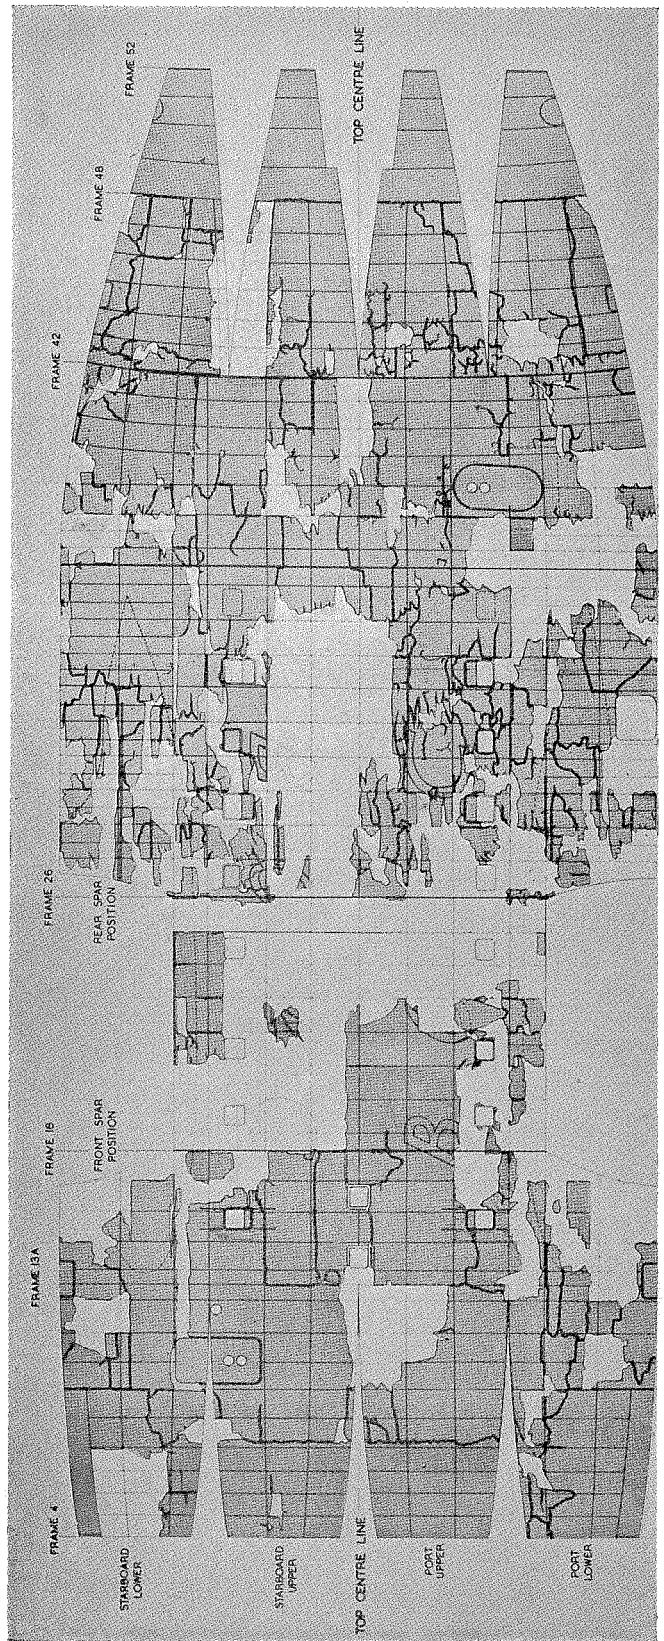 FRAME 52
FRAME 48
FRAME 42
FRAME 26
REAR SPAR
POSITION
FRAME 16
FRONT SPAR
POSITION
FRAME 13A
FRAME 4
TOP CENTRE LINE
STARBOARD
LOWER
STARBOARD
UPPER
TOP CENTRE LINE
PORT
UPPER
PORT
LOWER